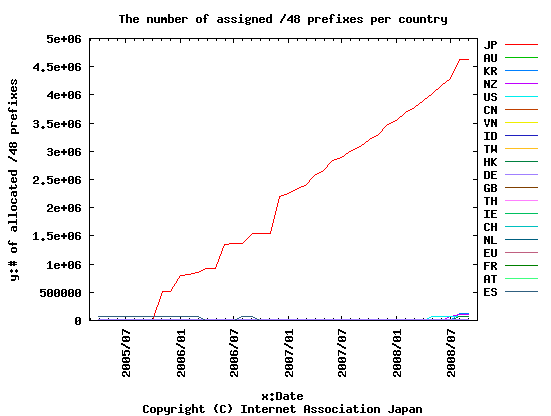 The number of assigned /48 prefixes per country
5e+06
4.5e+06
4e+06
3.5e+06
3e+06
2.5e+06
2e+06
1.5e+06
1e+06
500000
0
y:# of allocated /48 prefixes
JP
AU
KR
NZ
US
CN
VN
ID
TW
HK
DE
GB
TH
IE
CH
NL
EU
FR
AT
ES
2005/07
2006/01
2006/07
2007/01
2007/07
2008/01
2008/07
x:Date
Copyright (C) Internet Association Japan